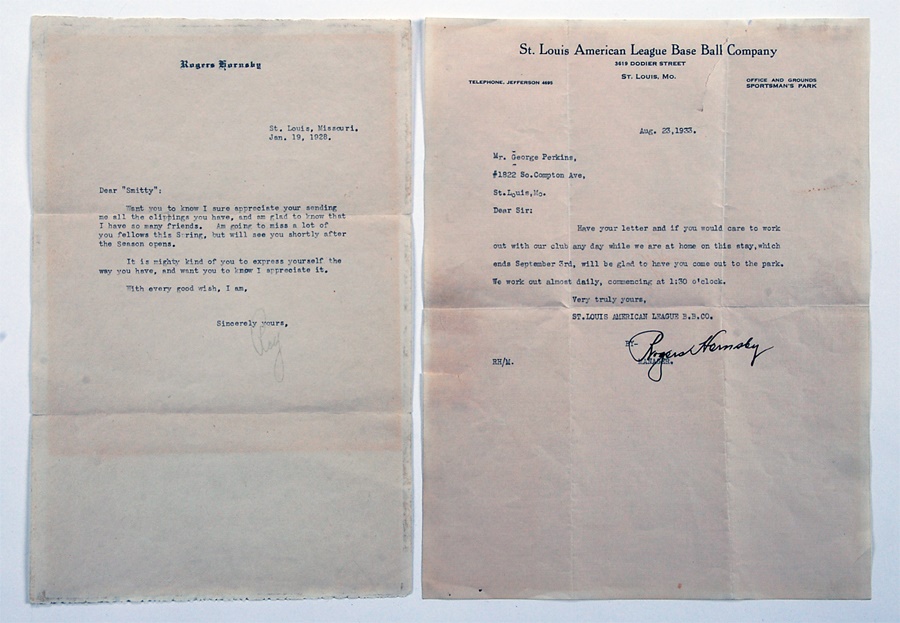 Rogers Hornsby
St. Louis, Missouri.
Jan. 19, 1928.
Dear "Smitty":
Want you to know I sure appreciate your sending
me all the clippings you have, and am glad to know that
I have so many friends. Am going to miss a lot of
you fellows this Spring, but will see you shortly after
the Season opens.
It is mighty kind of you to express yourself the
way you have, and want you to know I appreciate it.
With every good wish, I am,
Sincerely yours,
St. Louis American League Base Ball Company
3619 DODIER STREET
ST. LOUIS, MO.
TELEPHONE, JEFFERSON 4695
OFFICE AND GROUNDS
SPORTSMAN'S PARK
Aug. 23,1933.
Mr. George Perkins,
#1822 So.Compton Ave,
St.Louis,Mo.
Dear Sir:
Have your letter and if you would care to work
out with our club any day while we are at home on this stay,which
ends September 3rd, will be glad to have you come out to the park.
We work out almost daily, commencing at 1:30 o'clock.
Very truly yours,
ST.LOUIS AMERICAN LEAGUE B.B.CO.
BY-
Rogers Hornsby
MANAGER.
RH/M.